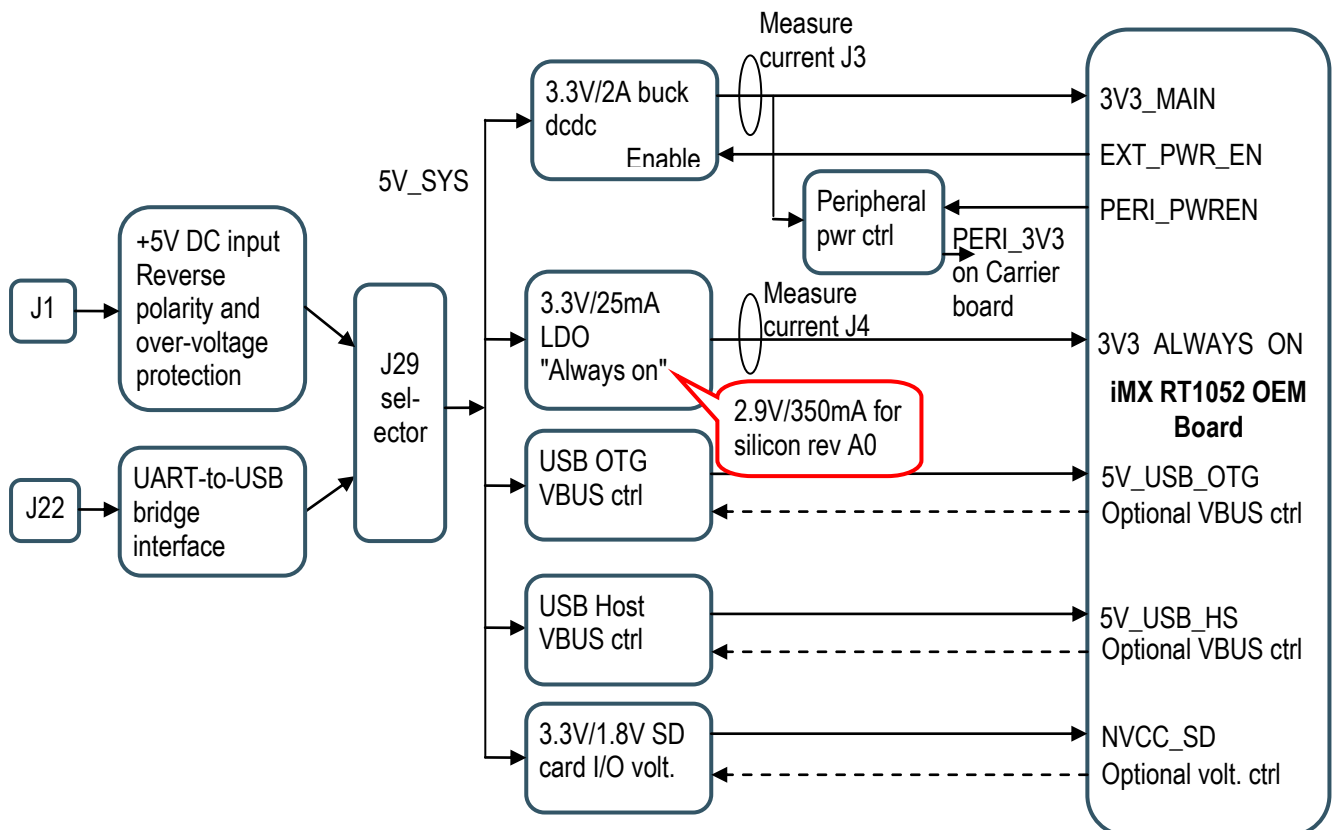 Measure
current J3
3.3V/2A buck
dcdc
Enable
3V3_MAIN
EXT_PWR_EN
5V_SYS
Peripheral
pwr ctrl
PERI_PWREN
PERI_3V3
on Carrier
board
+5V DC input
Reverse
polarity and
over-voltage
protection
J1
J29
sel-
ector
3.3V/25mA
LDO
"Always on"
Measure
current J4
3V3 ALWAYS ON
iMX RT1052 OEM
Board
2.9V/350mA for
silicon rev A0
J22
UART-to-USB
bridge
interface
USB OTG
VBUS ctrl
5V_USB_OTG
Optional VBUS ctrl
USB Host
VBUS ctrl
5V_USB_HS
Optional VBUS ctrl
3.3V/1.8V SD
card I/O volt.
NVCC_SD
Optional volt. ctrl